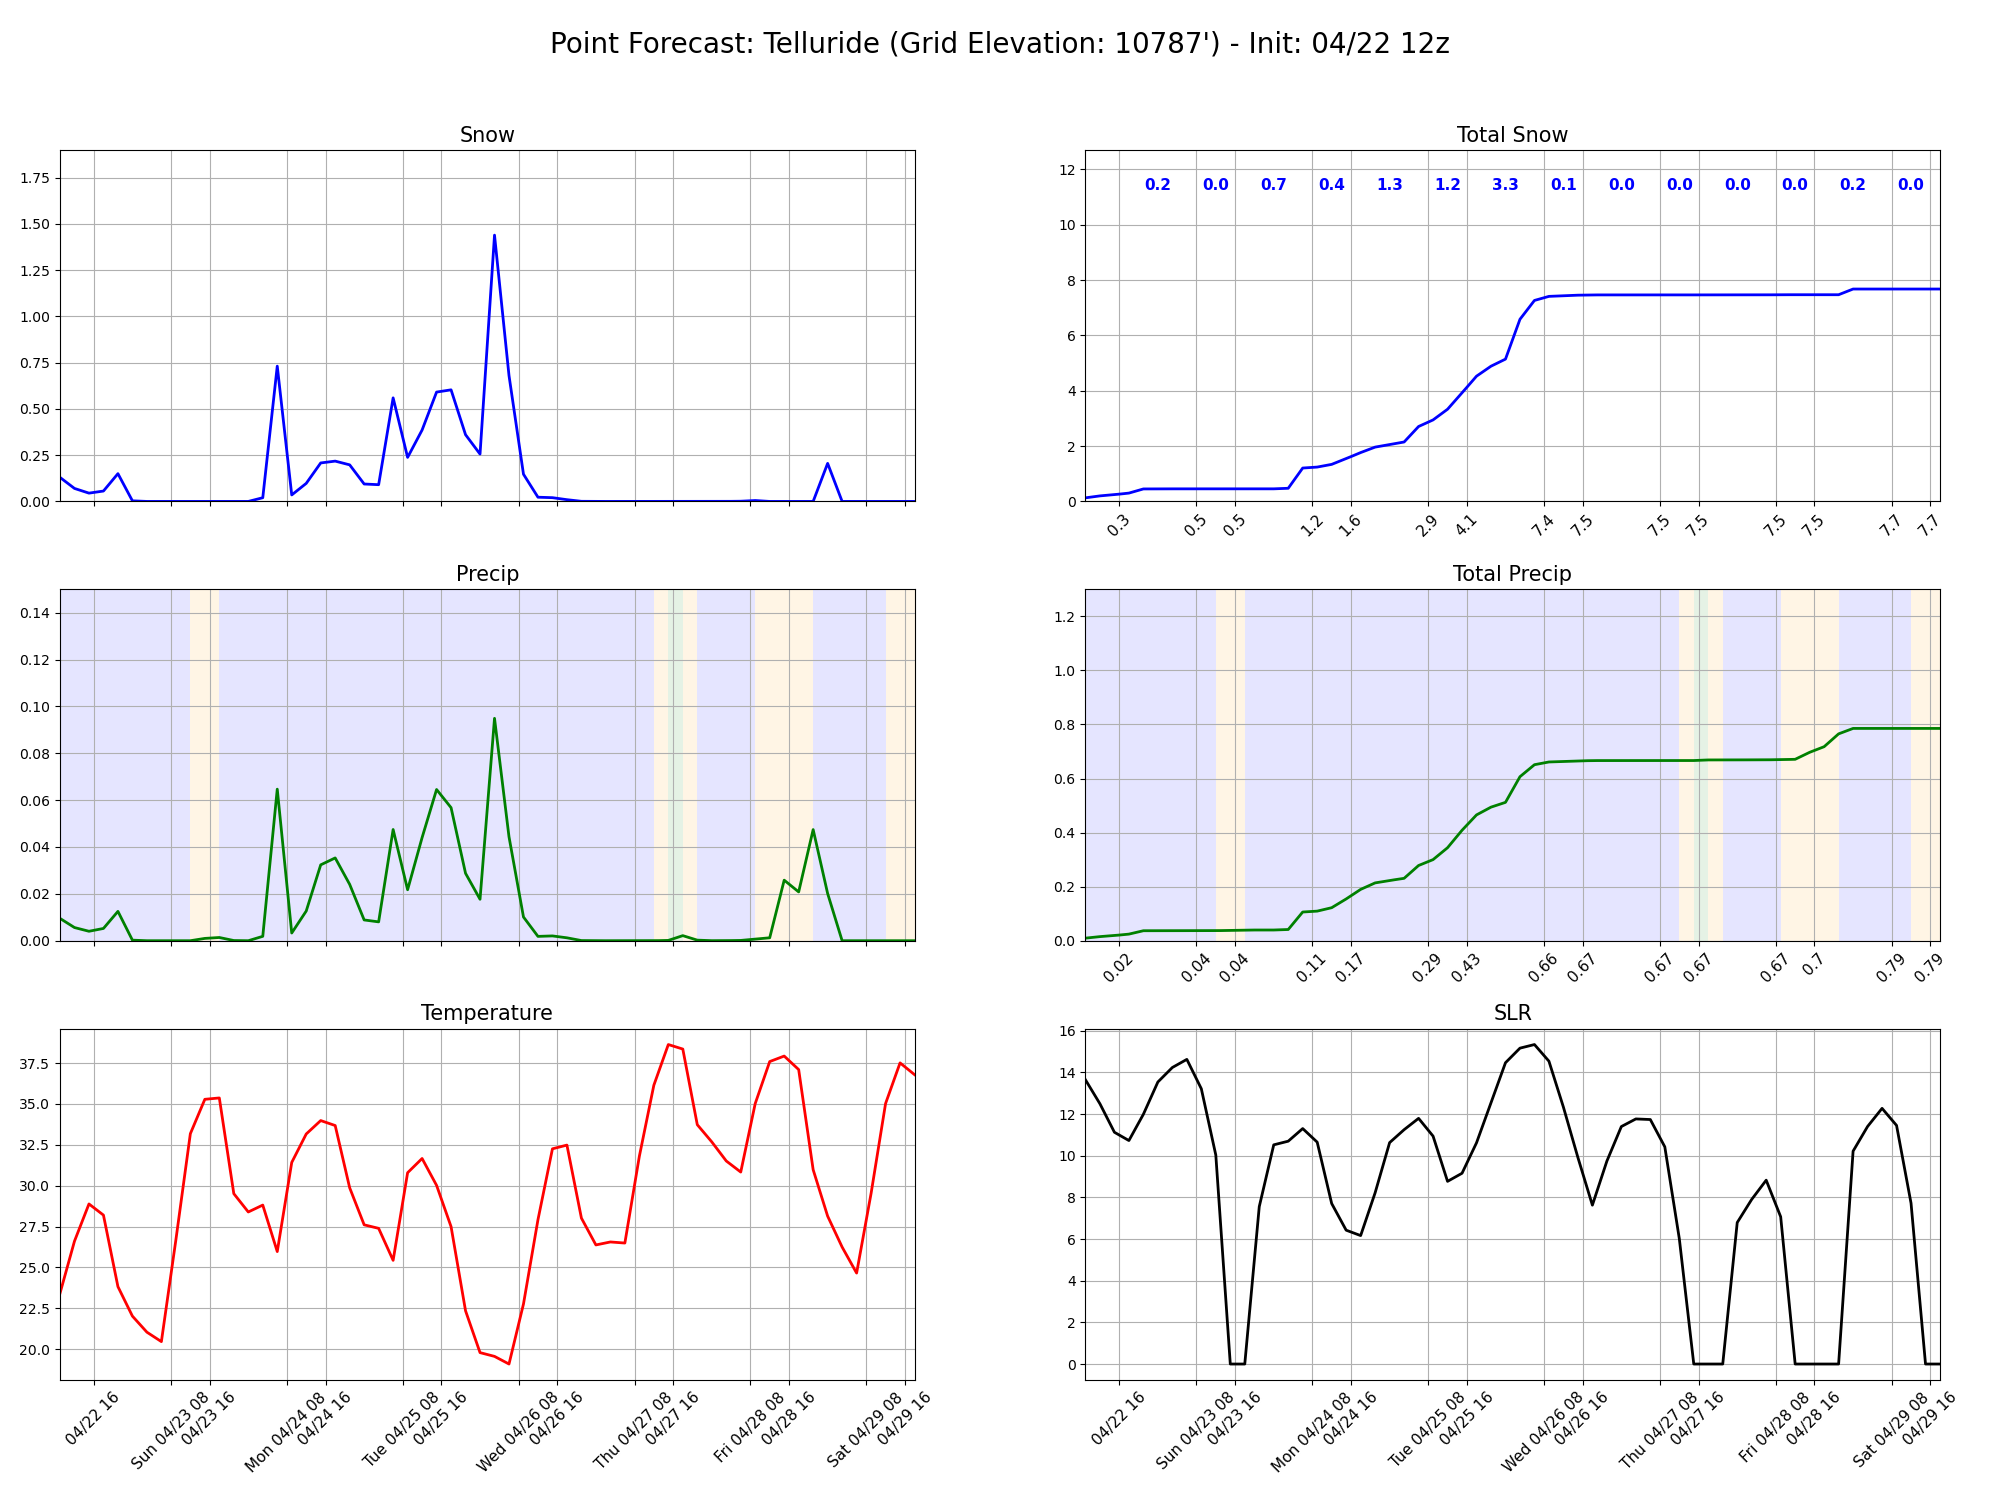 Point Forecast: Telluride (Grid Elevation: 10787') - Init: 04/22 12z
Snow
1.75
1.50
1.25
1.00
0.75
0.50
0.25
0.00
Total Snow
12
10
8
6
4
2
0
0.2 0.0 0.7 0.4 1.3 1.2 3.3 0.1 0.0 0.0 0.0 0.0 0.2 0.0
0.3 0.5 0.5 1.2 1.6 2.9 4.1 7.4 7.5 7.5 7.5 7.5 7.5 7.7 7.7
Precip
0.14
0.12
0.10
0.08
0.06
0.04
0.02
0.00
Total Precip
1.2
1.0
0.8
0.6
0.4
0.2
0.0
0.02 0.04 0.04 0.11 0.17 0.29 0.43 0.66 0.67 0.67 0.67 0.67 0.7 0.79 0.79
Temperature
37.5
35.0
32.5
30.0
27.5
25.0
22.5
20.0
04/22 16
Sun 04/23 08
04/23 16
Mon 04/24 08
04/24 16
Tue 04/25 08
04/25 16
Wed 04/26 08
04/26 16
Thu 04/27 08
04/27 16
Fri 04/28 08
04/28 16
Sat 04/29 08
04/29 16
SLR
16
14
12
10
8
6
4
2
0
04/22 16
Sun 04/23 08
04/23 16
Mon 04/24 08
04/24 16
Tue 04/25 08
04/25 16
Wed 04/26 08
04/26 16
Thu 04/27 08
04/27 16
Fri 04/28 08
04/28 16
Sat 04/29 08
04/29 16